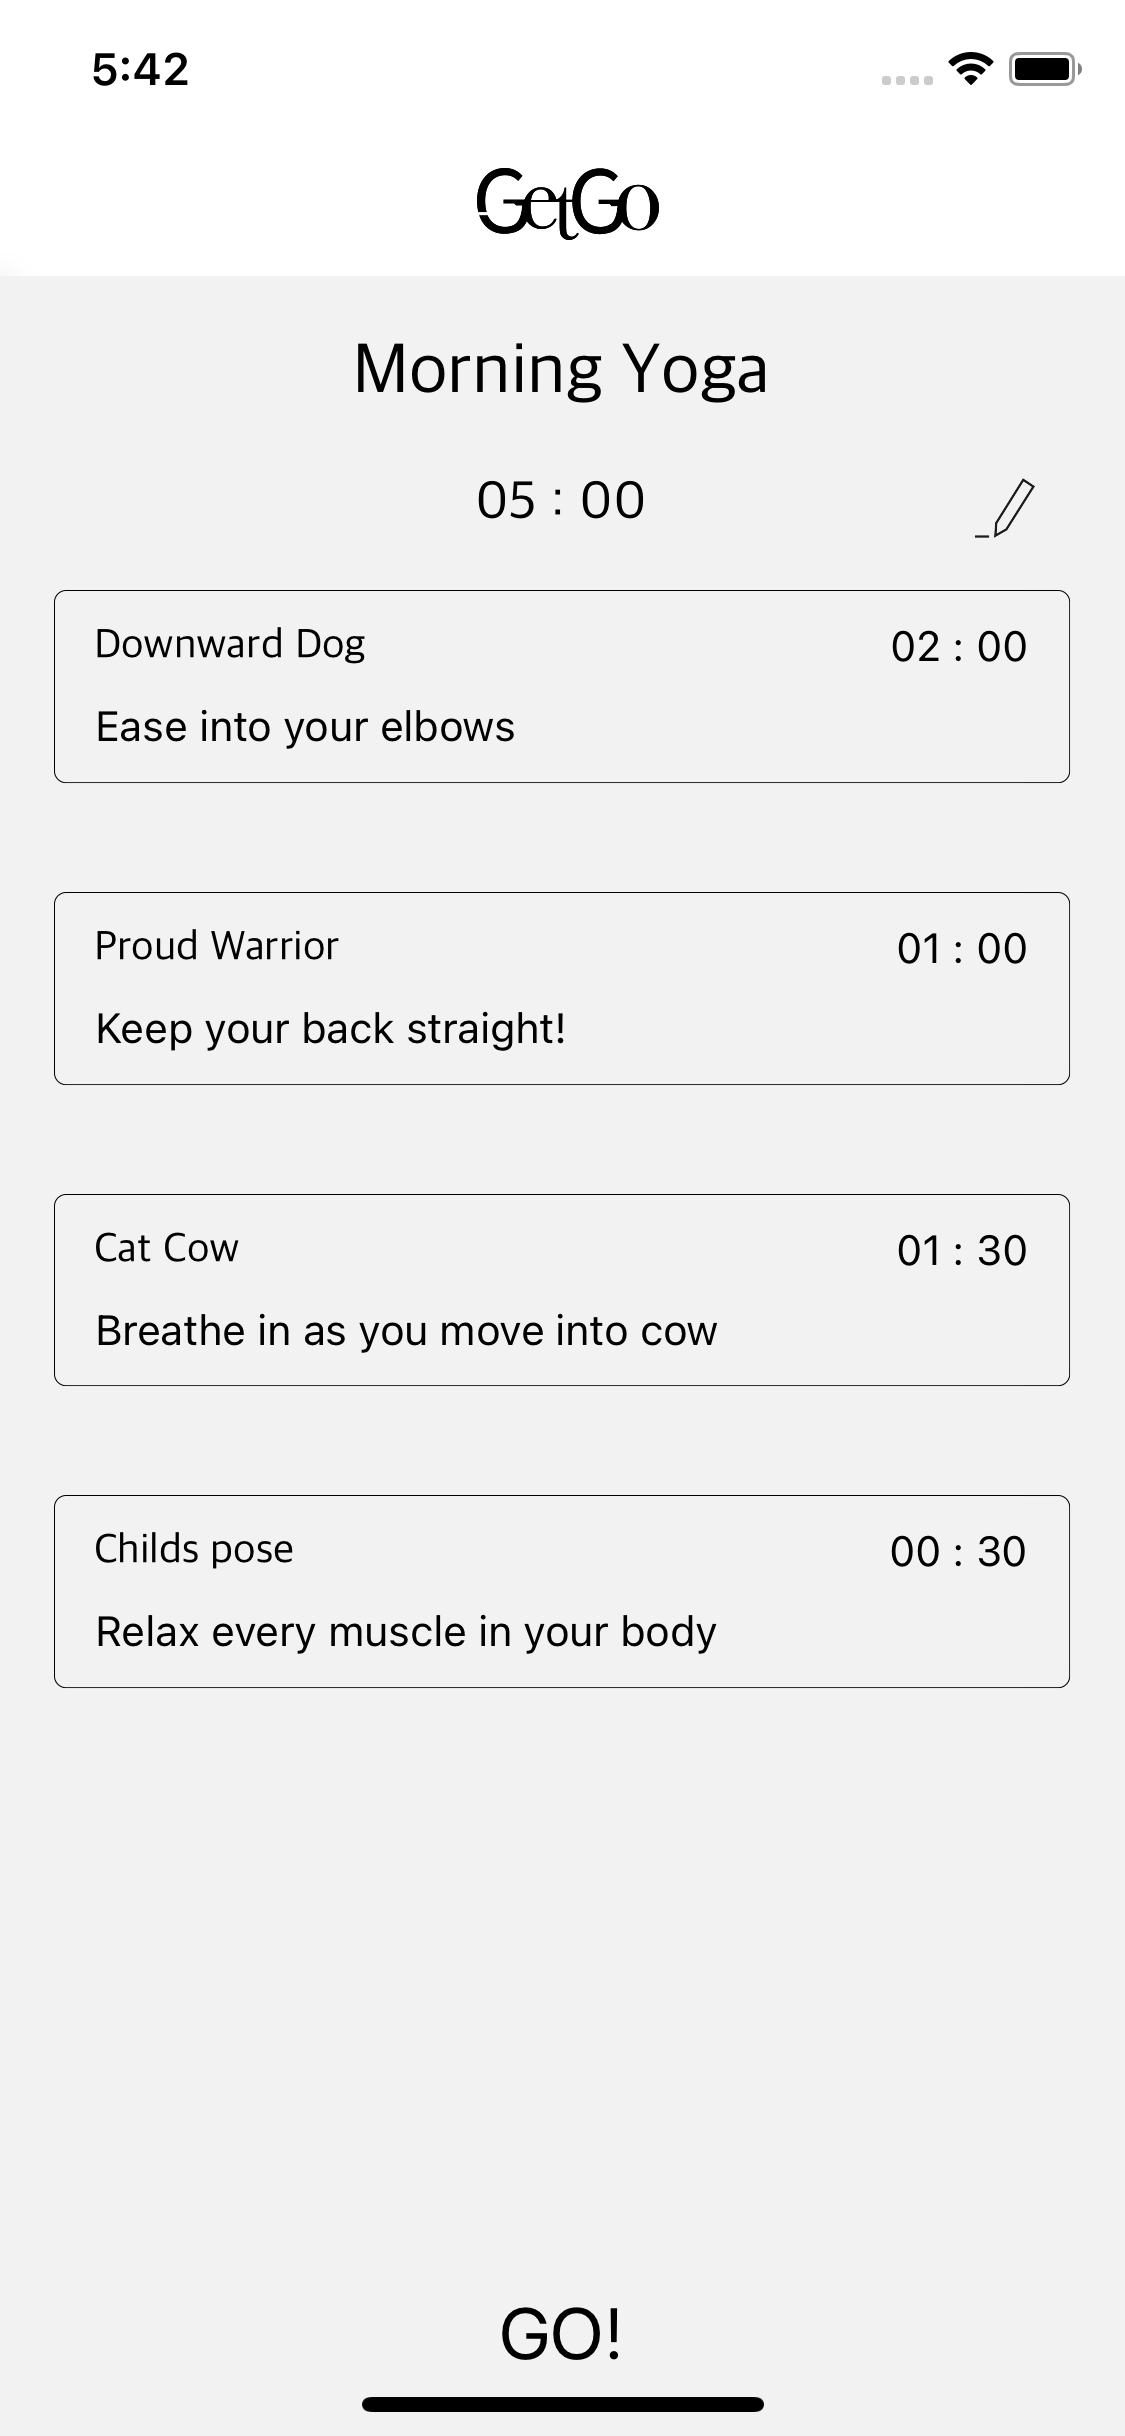 5:42
GetGo
Morning Yoga
05 : 00
Downward Dog
02 : 00
Ease into your elbows
Proud Warrior
01 : 00
Keep your back straight!
Cat Cow
01 : 30
Breathe in as you move into cow
Childs pose
00 : 30
Relax every muscle in your body
GO!